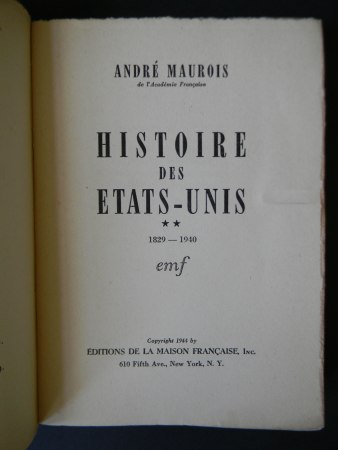 ANDRÉ MAUROIS
de l'Académie Française
HISTOIRE
DES
ETATS-UNIS
★★
1829 — 1940
emf
Copyright 1944 by
ÉDITIONS DE LA MAISON FRANÇAISE, Inc.
610 Fifth Ave., New York, N. Y.